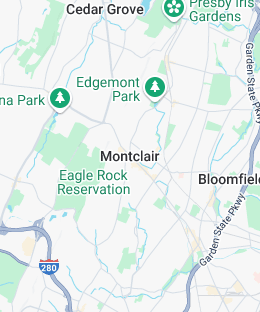 Cedar Grove
Presby Iris
Gardens
Edgemont
Park
na Park
Garden State Pkwy
Montclair
Eagle Rock
Reservation
Bloomfield
Garden State Pkwy
280